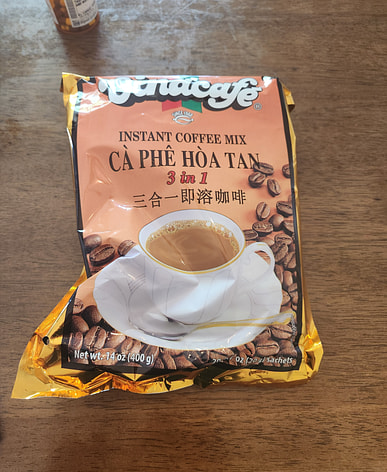 Vinacafé®
INSTANT COFFEE MIX
CÀ PHÊ HÒA TAN
3 in 1
三合一即溶咖啡
Net wt. 14 oz (400 g)
sachets